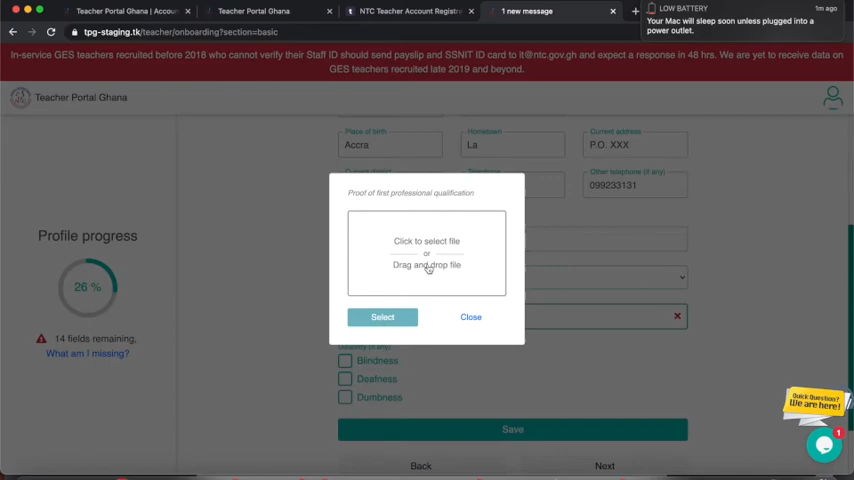 Teacher Portal Ghana | Accou
Teacher Portal Ghana
NTC Teacher Account Registra
1 new message
LOW BATTERY
1m ago
Your Mac will sleep soon unless plugged into a
power outlet.
tpg-staging.tk/teacher/onboarding?section=basic
In-service GES teachers recruited before 2018 who cannot verify their Staff ID should send payslip and SSNIT ID card to it@ntc.gov.gh and expect a response in 48 hrs. We are yet to receive data on
GES teachers recruited late 2019 and beyond.
Teacher Portal Ghana
Place of birth
Hometown
Current address
Accra
La
P.O. XXX
Current district
Telephone
Other telephone (if any)
099233131
Proof of first professional qualification
Click to select file
or
Drag and drop file
Select
Close
Profile progress
26 %
14 fields remaining,
What am I missing?
Disability (if any)
Blindness
Deafness
Dumbness
Save
Back
Next
Quick Question?
We are here!
1